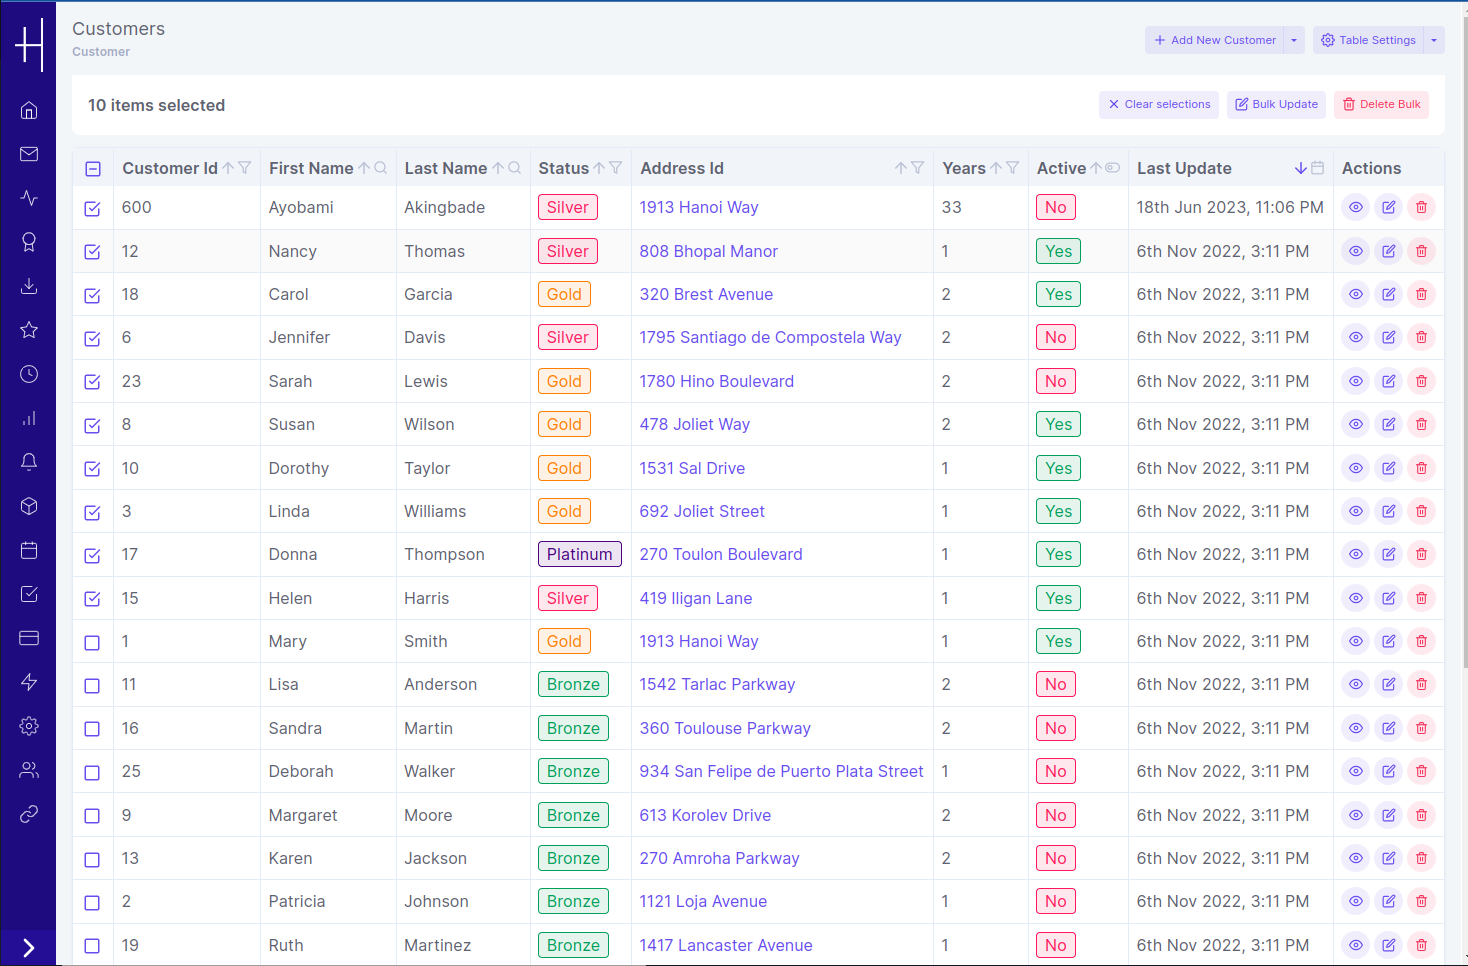 Customers
Customer
Add New Customer
Table Settings
10 items selected
Clear selections
Bulk Update
Delete Bulk
Customer Id First Name Last Name Status Address Id Years Active Last Update Actions
600 Ayobami Akingbade Silver 1913 Hanoi Way 33 No 18th Jun 2023, 11:06 PM
12 Nancy Thomas Silver 808 Bhopal Manor 1 Yes 6th Nov 2022, 3:11 PM
18 Carol Garcia Gold 320 Brest Avenue 2 Yes 6th Nov 2022, 3:11 PM
6 Jennifer Davis Silver 1795 Santiago de Compostela Way 2 No 6th Nov 2022, 3:11 PM
23 Sarah Lewis Gold 1780 Hino Boulevard 2 No 6th Nov 2022, 3:11 PM
8 Susan Wilson Gold 478 Joliet Way 2 Yes 6th Nov 2022, 3:11 PM
10 Dorothy Taylor Gold 1531 Sal Drive 1 Yes 6th Nov 2022, 3:11 PM
3 Linda Williams Gold 692 Joliet Street 1 Yes 6th Nov 2022, 3:11 PM
17 Donna Thompson Platinum 270 Toulon Boulevard 1 Yes 6th Nov 2022, 3:11 PM
15 Helen Harris Silver 419 Iligan Lane 1 Yes 6th Nov 2022, 3:11 PM
1 Mary Smith Gold 1913 Hanoi Way 1 Yes 6th Nov 2022, 3:11 PM
11 Lisa Anderson Bronze 1542 Tarlac Parkway 2 No 6th Nov 2022, 3:11 PM
16 Sandra Martin Bronze 360 Toulouse Parkway 2 No 6th Nov 2022, 3:11 PM
25 Deborah Walker Bronze 934 San Felipe de Puerto Plata Street 1 No 6th Nov 2022, 3:11 PM
9 Margaret Moore Bronze 613 Korolev Drive 2 No 6th Nov 2022, 3:11 PM
13 Karen Jackson Bronze 270 Amroha Parkway 2 No 6th Nov 2022, 3:11 PM
2 Patricia Johnson Bronze 1121 Loja Avenue 1 No 6th Nov 2022, 3:11 PM
19 Ruth Martinez Bronze 1417 Lancaster Avenue 1 No 6th Nov 2022, 3:11 PM